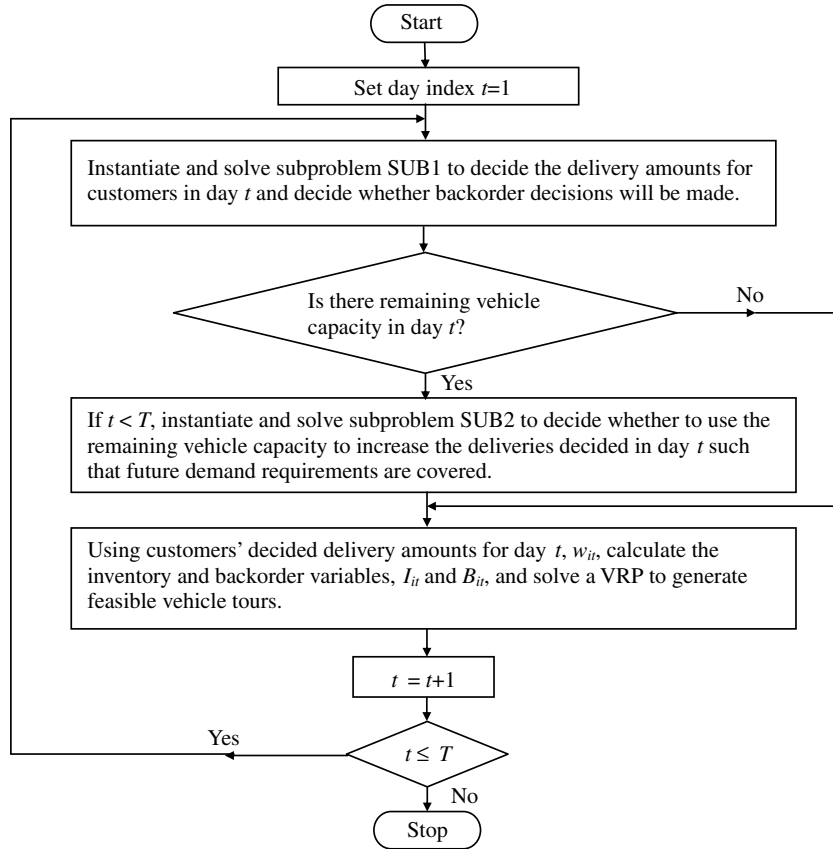 Start
Set day index t=1
Instantiate and solve subproblem SUB1 to decide the delivery amounts for
customers in day t and decide whether backorder decisions will be made.
Is there remaining vehicle
capacity in day t?
No
Yes
If t < T, instantiate and solve subproblem SUB2 to decide whether to use the
remaining vehicle capacity to increase the deliveries decided in day t such
that future demand requirements are covered.
Using customers' decided delivery amounts for day t, wit, calculate the
inventory and backorder variables, Iit and Bit, and solve a VRP to generate
feasible vehicle tours.
t = t+1
Yes
t ≤ T
No
Stop